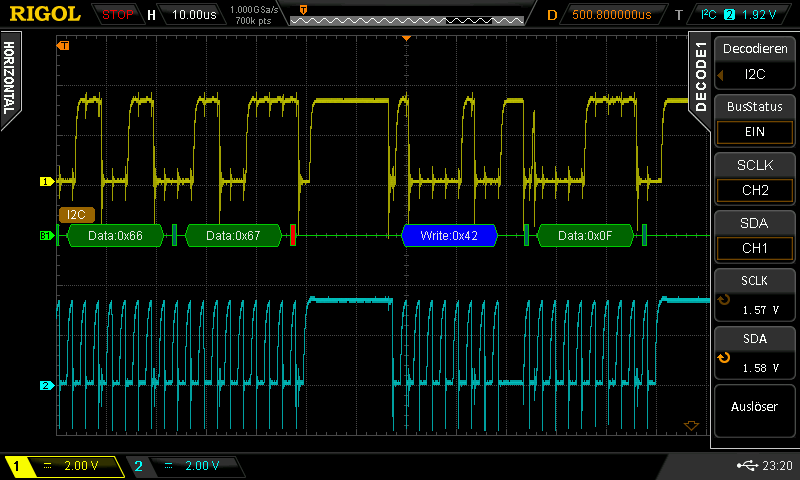 RIGOL STOP H 10.00us 1.000GSa/s 700k pts D 500.800000us T I²C 2 1.92 V
T
T
HORIZONTAL
DECODE1
Decodieren
I2C
BusStatus
EIN
SCLK
CH2
SDA
CH1
SCLK
1.57 V
SDA
1.58 V
Auslöser
1
I2C
B1 Data:0x66 Data:0x67 Write:0x42 Data:0x0F
2
1 2.00 V 2 2.00 V 23:20